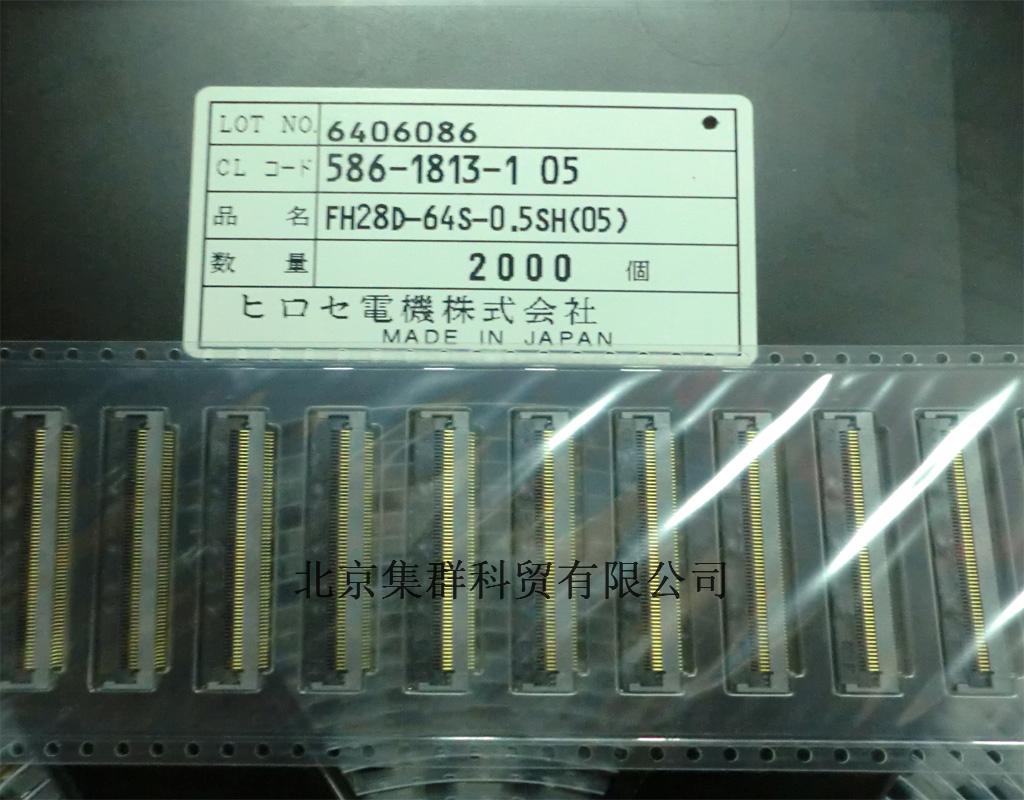 LOT NO. 6406086
CL コード 586-1813-1 05
品 名 FH28D-64S-0.5SH(05)
数 量 2000 個
ヒロセ電機株式会社
MADE IN JAPAN
北京集群科贸有限公司